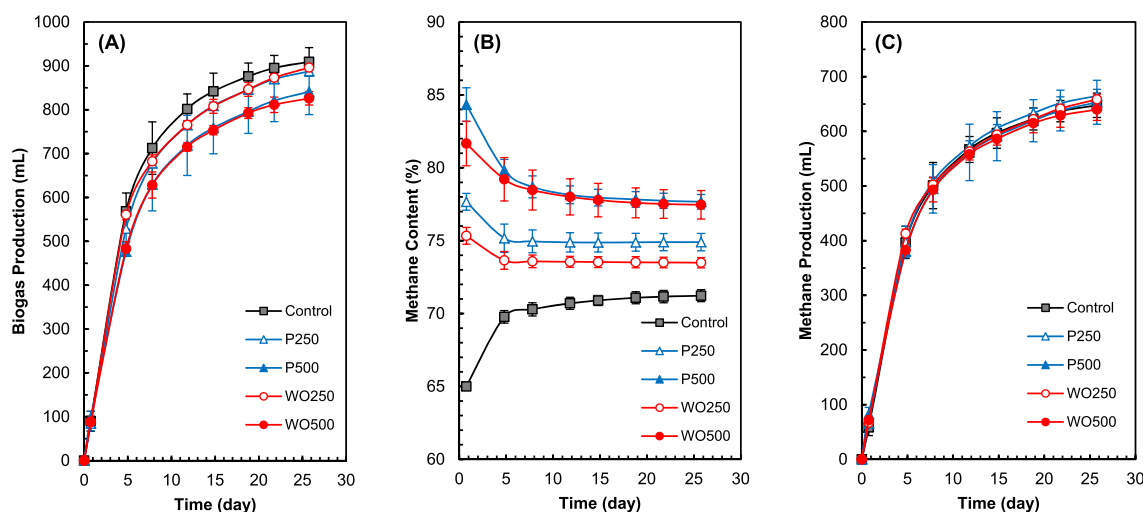 (A)
Biogas Production (mL)
1000
900
800
700
600
500
400
300
200
100
0
0 5 10 15 20 25 30
Time (day)
Control
P250
P500
WO250
WO500
(B)
Methane Content (%)
90
85
80
75
70
65
60
0 5 10 15 20 25 30
Time (day)
Control
P250
P500
WO250
WO500
(C)
Methane Production (mL)
800
700
600
500
400
300
200
100
0
0 5 10 15 20 25 30
Time (day)
Control
P250
P500
WO250
WO500